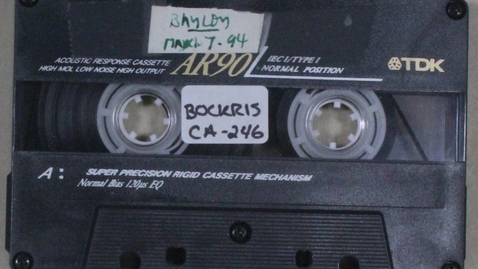 BAYLEY
MARCH 7-94
ACOUSTIC RESPONSE CASSETTE
HIGH MOL LOW NOISE HIGH OUTPUT
AR90
IEC I/TYPE I
NORMAL POSITION
TDK
BOCKRIS
CA-246
A: SUPER PRECISION RIGID CASSETTE MECHANISM
Normal Bias 120µs EQ